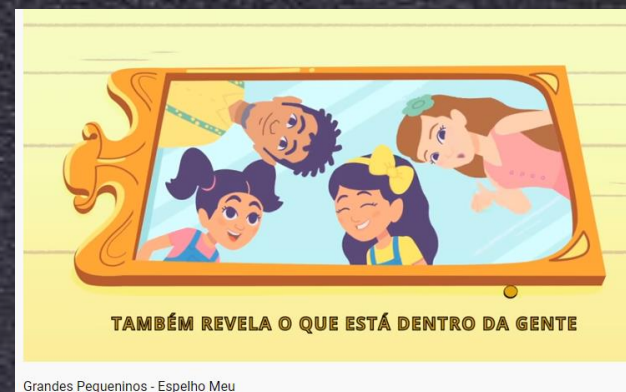 TAMBÉM REVELA O QUE ESTÁ DENTRO DA GENTE
Grandes Pequeninos - Espelho Meu